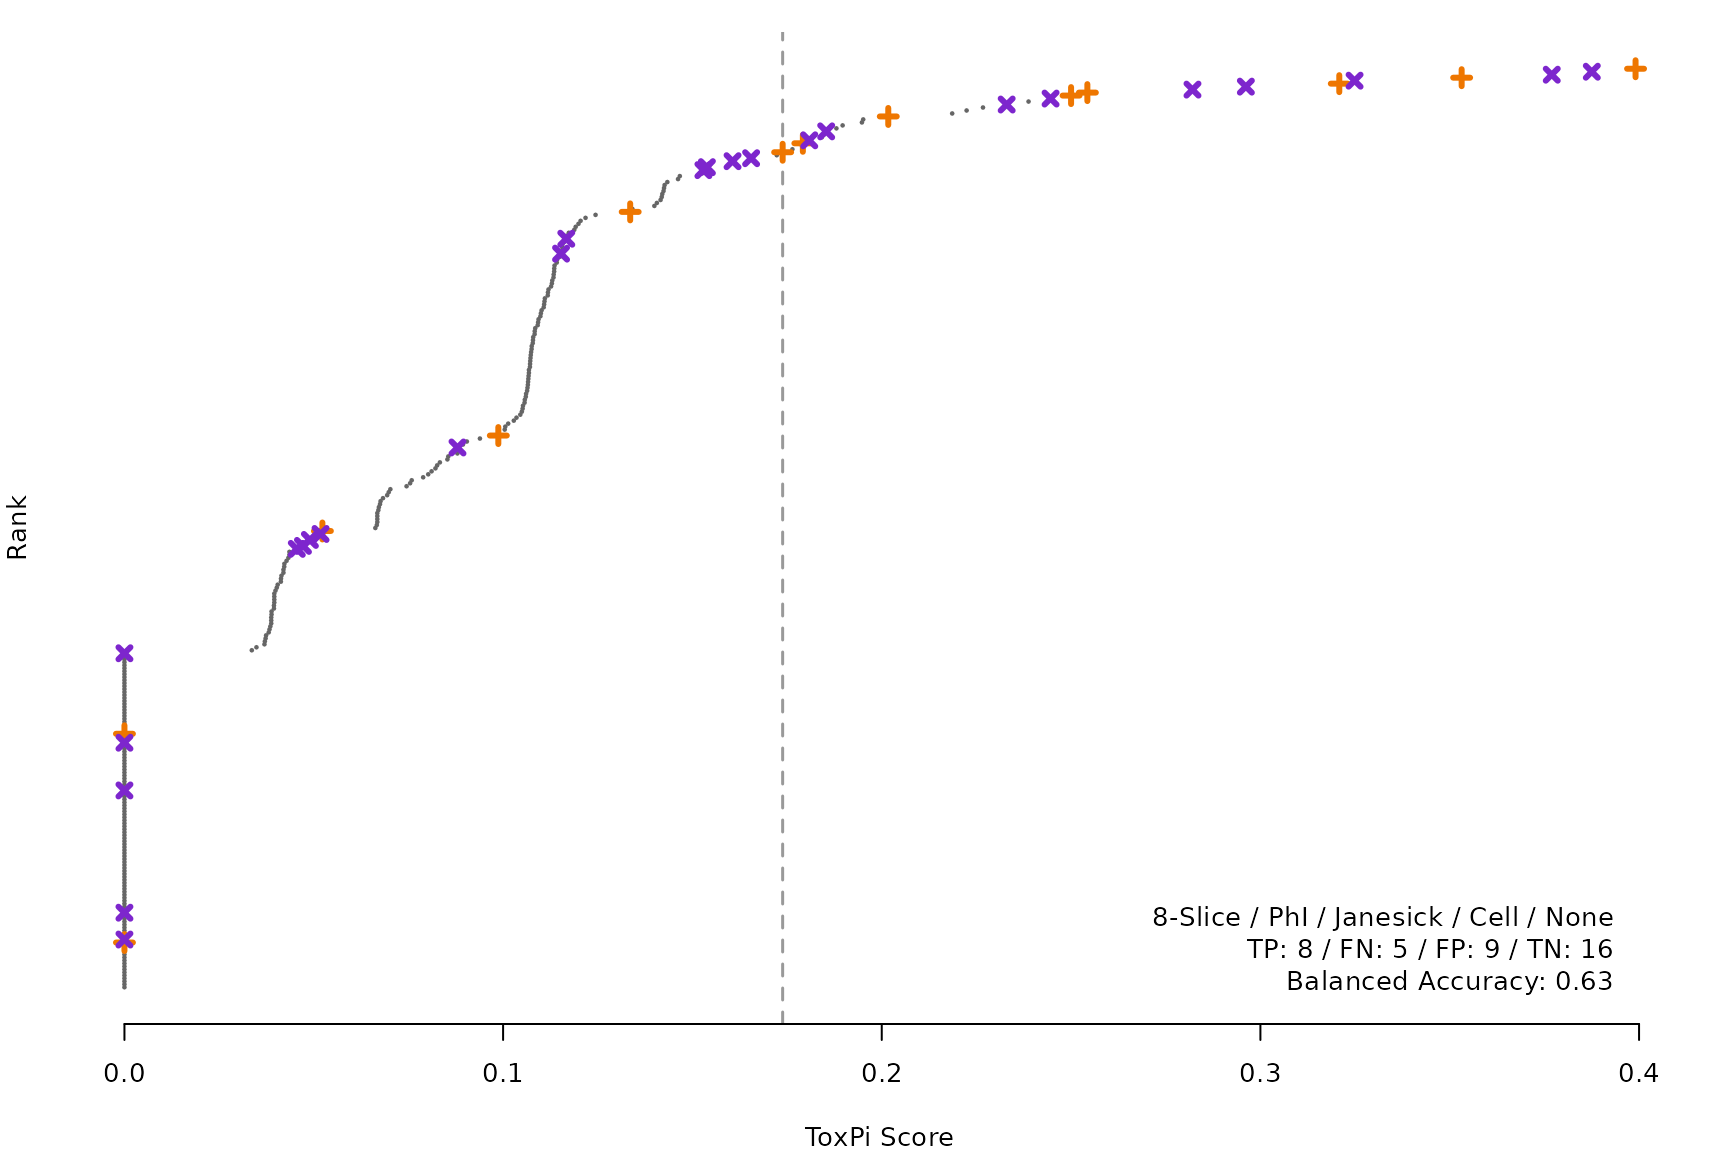 Rank
8-Slice / PhI / Janesick / Cell / None
TP: 8 / FN: 5 / FP: 9 / TN: 16
Balanced Accuracy: 0.63
0.0 0.1 0.2 0.3 0.4
ToxPi Score